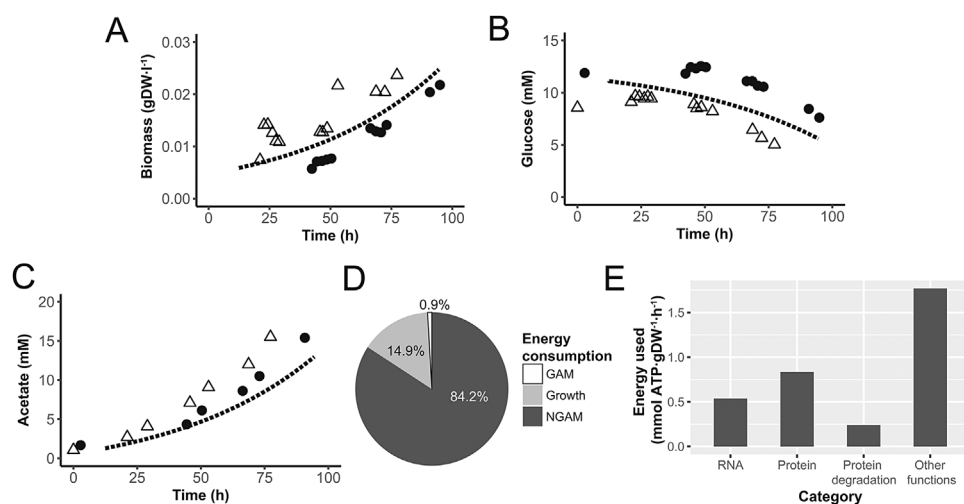 A
Biomass (gDW·l⁻¹)
0.03
0.02
0.01
0.00
0
25
50
75
100
Time (h)
B
Glucose (mM)
15
10
5
0
0
25
50
75
100
Time (h)
C
Acetate (mM)
20
15
10
5
0
0
25
50
75
100
Time (h)
D
0.9%
14.9%
84.2%
Energy
consumption
GAM
Growth
NGAM
E
Energy used
(mmol ATP·gDW⁻¹·h⁻¹)
1.5
1.0
0.5
0.0
RNA
Protein
Protein
degradation
Other
functions
Category